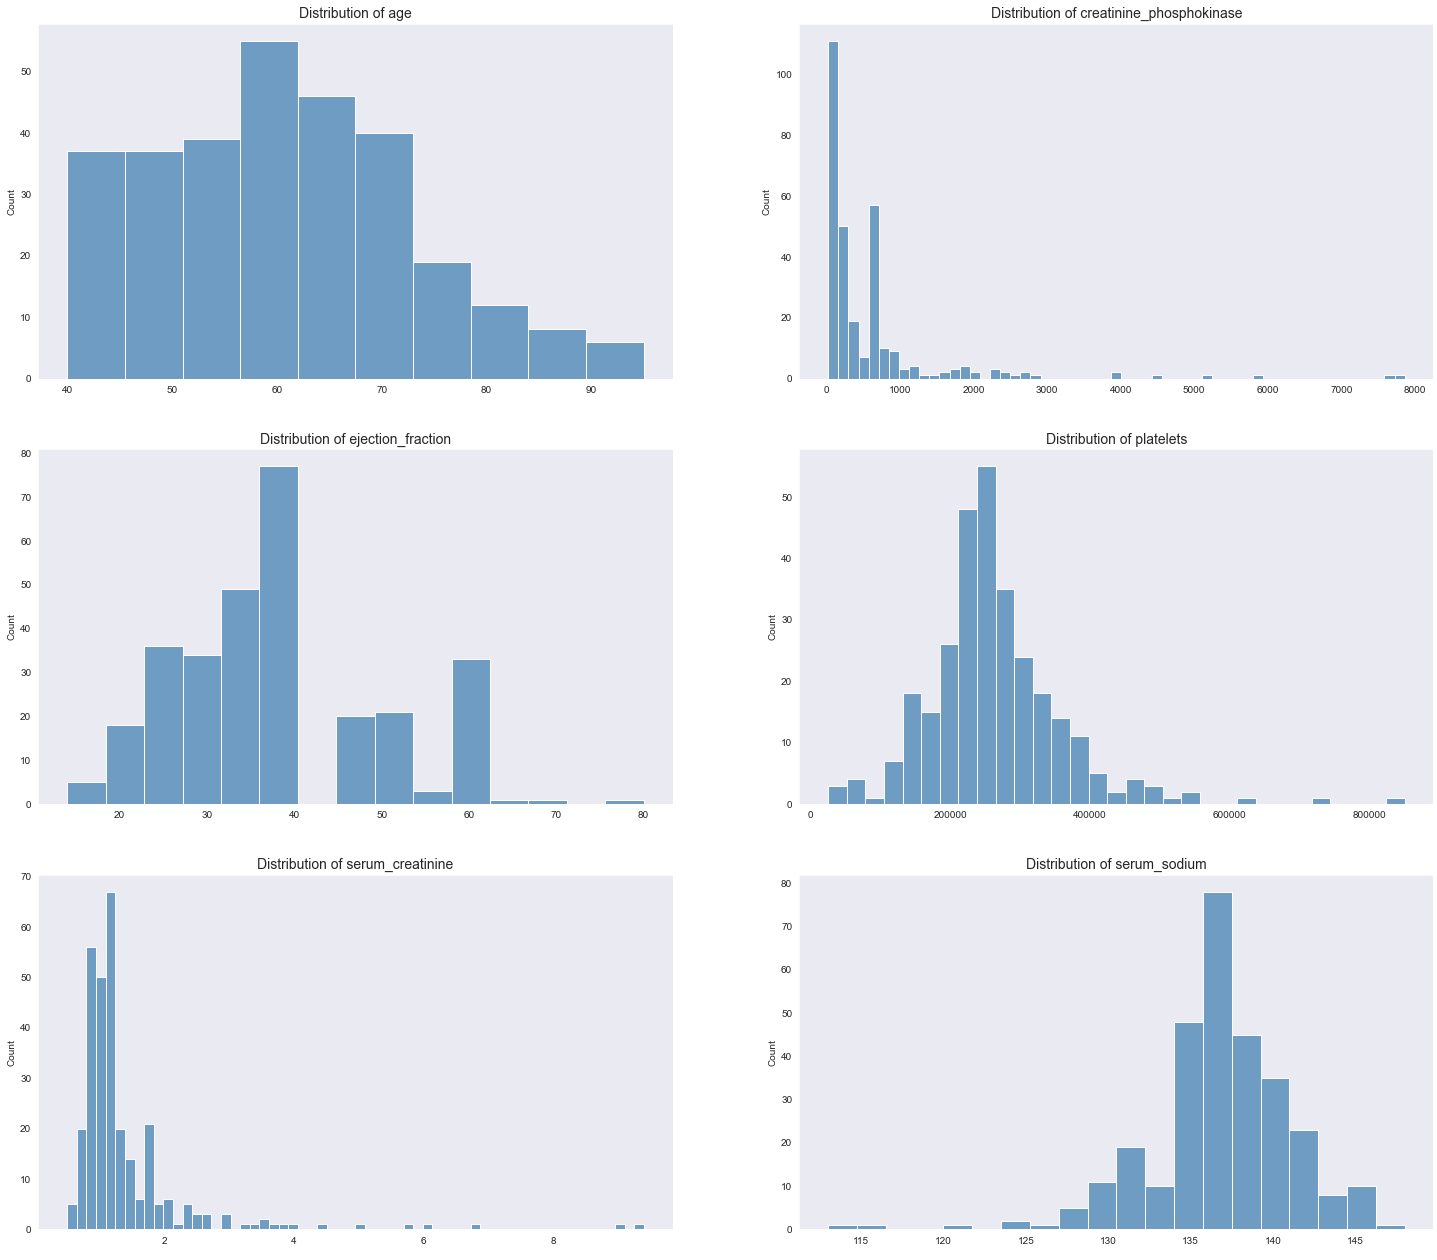 Distribution of age
50
40
30
20
10
0
Count
40 50 60 70 80 90
Distribution of creatinine_phosphokinase
100
80
60
40
20
0
Count
0 1000 2000 3000 4000 5000 6000 7000 8000
Distribution of ejection_fraction
80
70
60
50
40
30
20
10
0
Count
20 30 40 50 60 70 80
Distribution of platelets
50
40
30
20
10
0
Count
0 200000 400000 600000 800000
Distribution of serum_creatinine
70
60
50
40
30
20
10
0
Count
2 4 6 8
Distribution of serum_sodium
80
70
60
50
40
30
20
10
0
Count
115 120 125 130 135 140 145